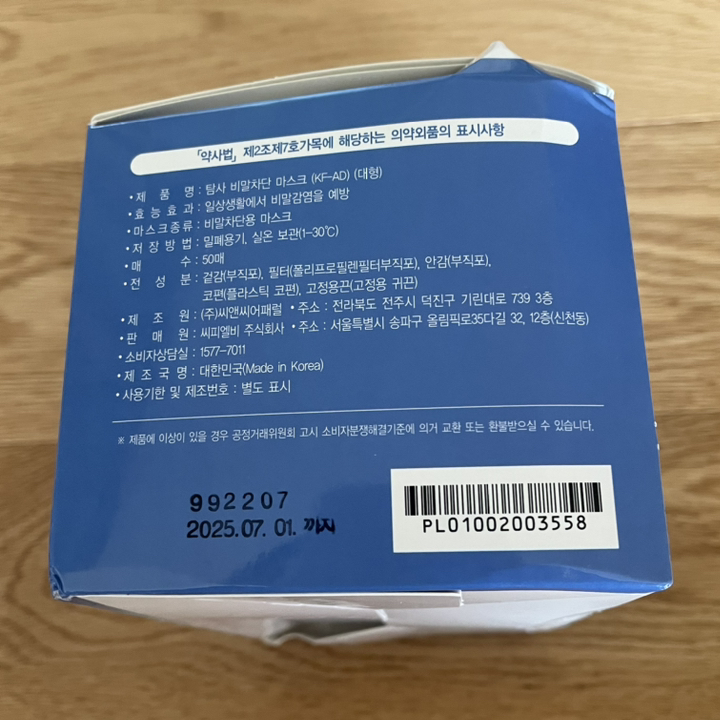 「약사법」 제2조제7호가목에 해당하는 의약외품의 표시사항
•제 품 명 : 탐사 비말차단 마스크 (KF-AD) (대형)
•효능효과 : 일상생활에서 비말감염을 예방
•마스크종류 : 비말차단용 마스크
•저장방법 : 밀폐용기, 실온 보관(1-30℃)
•매 수 : 50매
•전 성 분 : 겉감(부직포), 필터(폴리프로필렌필터부직포), 안감(부직포),
코편(플라스틱 코편), 고정용끈(고정용 귀끈)
•제 조 원 : (주)씨앤씨어패럴 •주소 : 전라북도 전주시 덕진구 기린대로 739 3층
•판 매 원 : 씨피엘비 주식회사 •주소 : 서울특별시 송파구 올림픽로35다길 32, 12층(신천동)
•소비자상담실 : 1577-7011
•제 조 국 명 : 대한민국(Made in Korea)
•사용기한 및 제조번호 : 별도 표시
※ 제품에 이상이 있을 경우 공정거래위원회 고시 소비자분쟁해결기준에 의거 교환 또는 환불받으실 수 있습니다.
992207
2025.07.01. 까지
PL01002003558